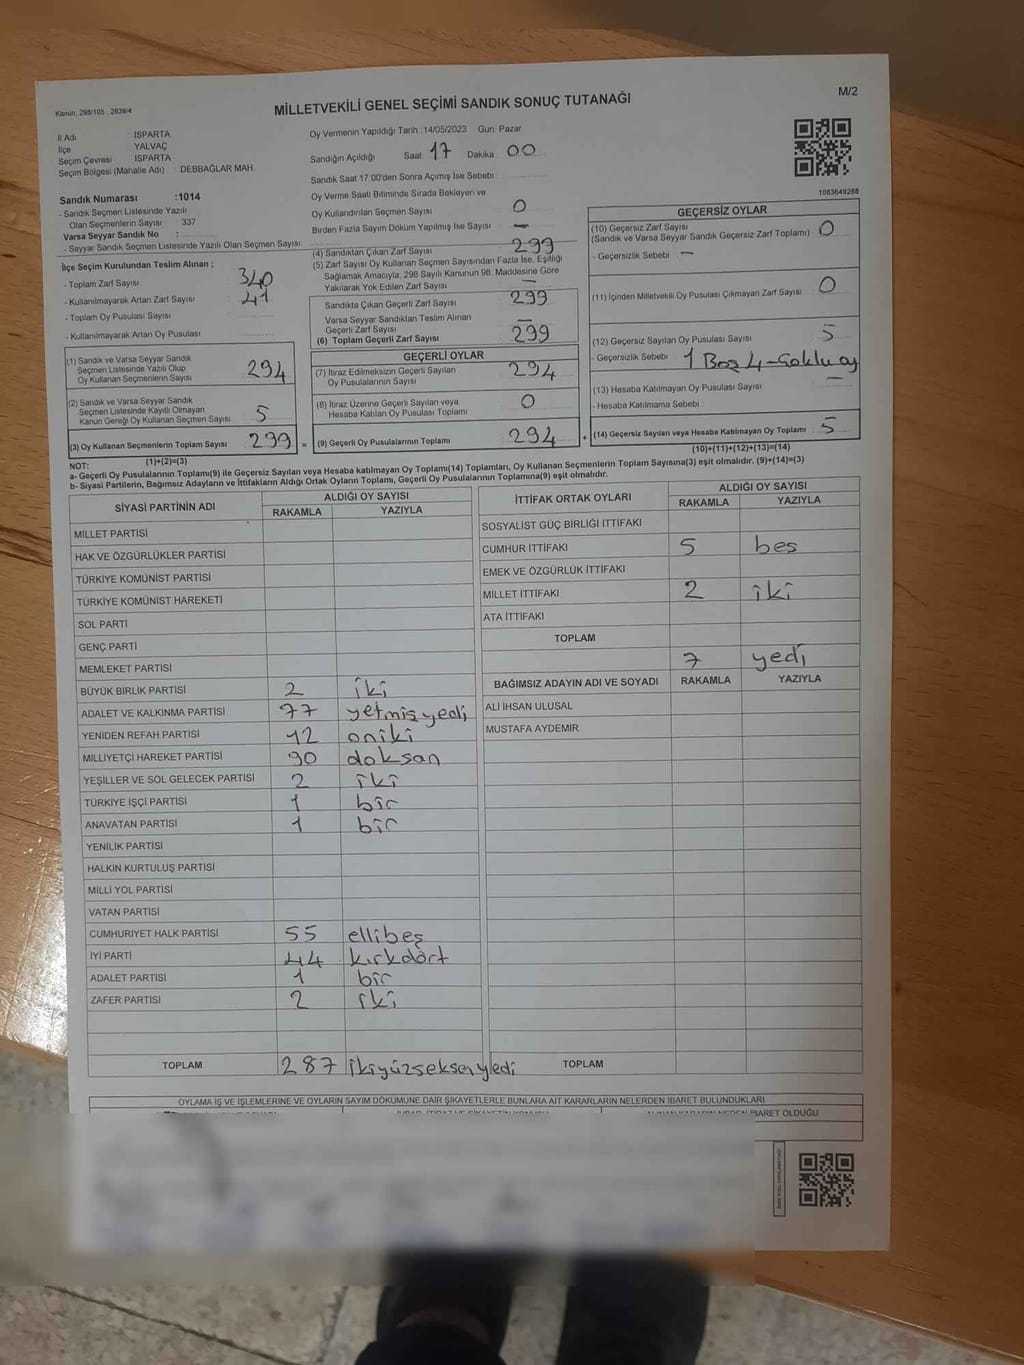 Kanun, 298/105 , 2839/4
MİLLETVEKİLİ GENEL SEÇİMİ SANDIK SONUÇ TUTANAĞI
M/2
İl Adı : ISPARTA
İlçe : YALVAÇ
Seçim Çevresi : ISPARTA
Seçim Bölgesi (Mahalle Adı) : DEBBAĞLAR MAH.
Sandık Numarası :1014
- Sandık Seçmen Listesinde Yazılı
Olan Seçmenlerin Sayısı : 337
Varsa Seyyar Sandık No :
- Seyyar Sandık Seçmen Listesinde Yazılı Olan Seçmen Sayısı:
Oy Vermenin Yapıldığı Tarih :14/05/2023 Gün: Pazar
Sandığın Açıldığı Saat 17 Dakika 00
Sandık Saat 17:00'den Sonra Açılmış İse Sebebi :
Oy Verme Saati Bitiminde Sırada Bekleyen ve
Oy Kullandırılan Seçmen Sayısı 0
Birden Fazla Sayım Döküm Yapılmış İse Sayısı : —
1083649288
İlçe Seçim Kurulundan Teslim Alınan ;
- Toplam Zarf Sayısı : 340
- Kullanılmayarak Artan Zarf Sayısı : 41
- Toplam Oy Pusulası Sayısı :
- Kullanılmayarak Artan Oy Pusulası :
(4) Sandıktan Çıkan Zarf Sayısı 299
(5) Zarf Sayısı Oy Kullanan Seçmen Sayısından Fazla İse, Eşitliği
Sağlamak Amacıyla, 298 Sayılı Kanunun 98. Maddesine Göre
Yakılarak Yok Edilen Zarf Sayısı : —
Sandıkta Çıkan Geçerli Zarf Sayısı 299
Varsa Seyyar Sandıktan Teslim Alınan
Geçerli Zarf Sayısı —
(6) Toplam Geçerli Zarf Sayısı 299
GEÇERSİZ OYLAR
(10) Geçersiz Zarf Sayısı
(Sandık ve Varsa Seyyar Sandık Geçersiz Zarf Toplamı) 0
- Geçersizlik Sebebi : —
(11) İçinden Milletvekili Oy Pusulası Çıkmayan Zarf Sayısı 0
(12) Geçersiz Sayılan Oy Pusulası Sayısı 5
- Geçersizlik Sebebi : 1 Boş 4-Çoklu oy
(13) Hesaba Katılmayan Oy Pusulası Sayısı —
- Hesaba Katılmama Sebebi :
(14) Geçersiz Sayılan veya Hesaba Katılmayan Oy Toplamı 5
(10)+(11)+(12)+(13)=(14)
(1) Sandık ve Varsa Seyyar Sandık
Seçmen Listesinde Yazılı Olup
Oy Kullanan Seçmenlerin Sayısı 294
(2) Sandık ve Varsa Seyyar Sandık
Seçmen Listesinde Kayıtlı Olmayan
Kanun Gereği Oy Kullanan Seçmen Sayısı 5
(3) Oy Kullanan Seçmenlerin Toplam Sayısı 299 =
(1)+(2)=(3)
GEÇERLİ OYLAR
(7) İtiraz Edilmeksizin Geçerli Sayılan
Oy Pusulalarının Sayısı 294
(8) İtiraz Üzerine Geçerli Sayılan veya
Hesaba Katılan Oy Pusulası Toplamı 0
(9) Geçerli Oy Pusulalarının Toplamı 294 +
NOT:
a- Geçerli Oy Pusulalarının Toplamı(9) ile Geçersiz Sayılan veya Hesaba katılmayan Oy Toplamı(14) Toplamları, Oy Kullanan Seçmenlerin Toplam Sayısına(3) eşit olmalıdır. (9)+(14)=(3)
b- Siyasi Partilerin, Bağımsız Adayların ve İttifakların Aldığı Ortak Oyların Toplamı, Geçerli Oy Pusulalarının Toplamına(9) eşit olmalıdır.
SİYASİ PARTİNİN ADI ALDIĞI OY SAYISI
RAKAMLA YAZIYLA
MİLLET PARTİSİ
HAK VE ÖZGÜRLÜKLER PARTİSİ
TÜRKİYE KOMÜNİST PARTİSİ
TÜRKİYE KOMÜNİST HAREKETİ
SOL PARTİ
GENÇ PARTİ
MEMLEKET PARTİSİ
BÜYÜK BİRLİK PARTİSİ 2 iki
ADALET VE KALKINMA PARTİSİ 77 yetmişyedi
YENİDEN REFAH PARTİSİ 12 oniki
MİLLİYETÇİ HAREKET PARTİSİ 90 doksan
YEŞİLLER VE SOL GELECEK PARTİSİ 2 iki
TÜRKİYE İŞÇİ PARTİSİ 1 bir
ANAVATAN PARTİSİ 1 bir
YENİLİK PARTİSİ
HALKIN KURTULUŞ PARTİSİ
MİLLİ YOL PARTİSİ
VATAN PARTİSİ
CUMHURİYET HALK PARTİSİ 55 ellibeş
İYİ PARTİ 44 kırkdört
ADALET PARTİSİ 1 bir
ZAFER PARTİSİ 2 iki
TOPLAM 287 ikiyüzseksenyedi
İTTİFAK ORTAK OYLARI ALDIĞI OY SAYISI
RAKAMLA YAZIYLA
SOSYALİST GÜÇ BİRLİĞİ İTTİFAKI
CUMHUR İTTİFAKI 5 beş
EMEK VE ÖZGÜRLÜK İTTİFAKI
MİLLET İTTİFAKI 2 iki
ATA İTTİFAKI
TOPLAM 7 yedi
BAĞIMSIZ ADAYIN ADI VE SOYADI RAKAMLA YAZIYLA
ALİ İHSAN ULUSAL
MUSTAFA AYDEMİR
TOPLAM
OYLAMA İŞ VE İŞLEMLERİNE VE OYLARIN SAYIM DÖKÜMÜNE DAİR ŞİKAYETLERLE BUNLARA AİT KARARLARIN NELERDEN İBARET BULUNDUKLARI
ALINAN KARARIN NEDEN İBARET OLDUĞU